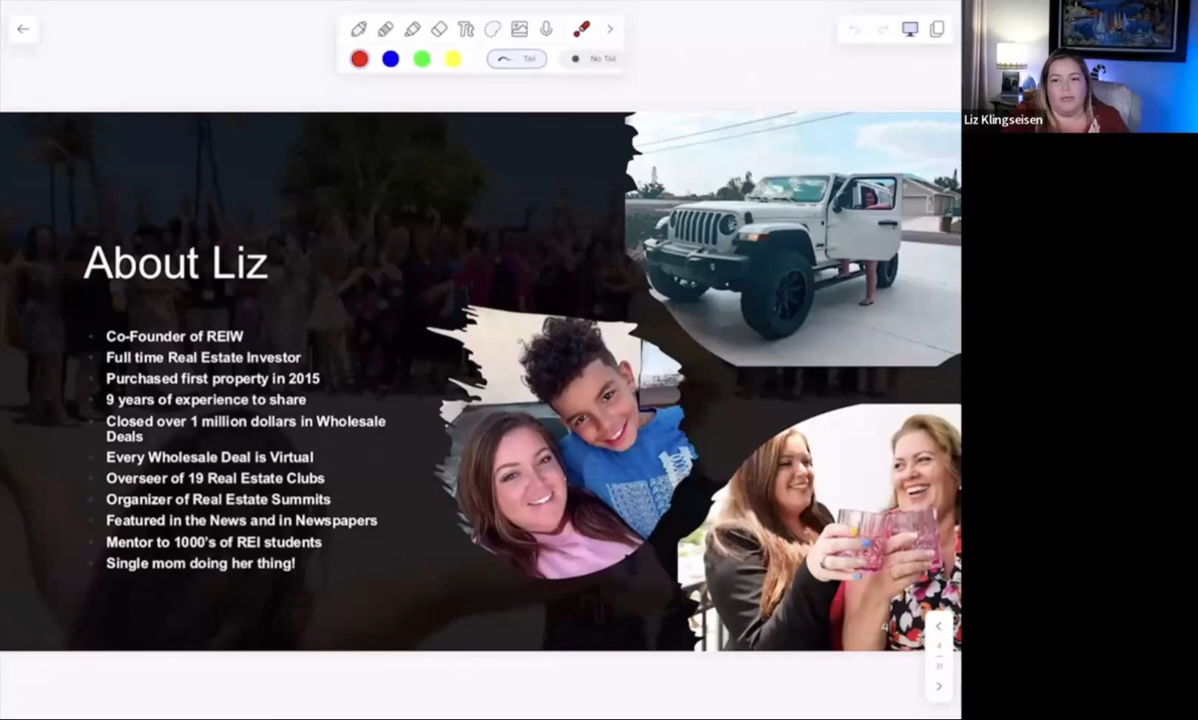 Tt
Tail
No Tail
Liz Klingseisen
About Liz
Co-Founder of REIW
Full time Real Estate Investor
Purchased first property in 2015
9 years of experience to share
Closed over 1 million dollars in Wholesale
Deals
Every Wholesale Deal is Virtual
Overseer of 19 Real Estate Clubs
Organizer of Real Estate Summits
Featured in the News and in Newspapers
Mentor to 1000's of REI students
Single mom doing her thing!
4